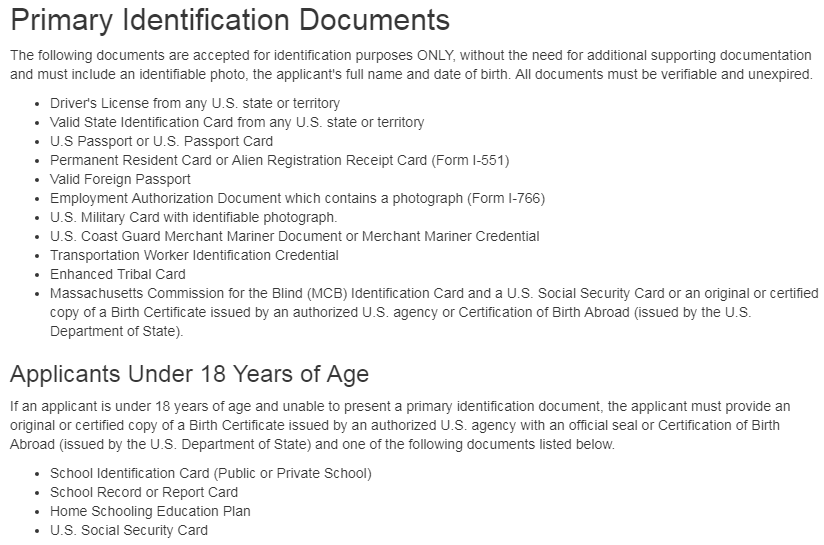 Primary Identification Documents
The following documents are accepted for identification purposes ONLY, without the need for additional supporting documentation
and must include an identifiable photo, the applicant's full name and date of birth. All documents must be verifiable and unexpired.
• Driver's License from any U.S. state or territory
• Valid State Identification Card from any U.S. state or territory
• U.S Passport or U.S. Passport Card
• Permanent Resident Card or Alien Registration Receipt Card (Form I-551)
• Valid Foreign Passport
• Employment Authorization Document which contains a photograph (Form I-766)
• U.S. Military Card with identifiable photograph.
• U.S. Coast Guard Merchant Mariner Document or Merchant Mariner Credential
• Transportation Worker Identification Credential
• Enhanced Tribal Card
• Massachusetts Commission for the Blind (MCB) Identification Card and a U.S. Social Security Card or an original or certified
copy of a Birth Certificate issued by an authorized U.S. agency or Certification of Birth Abroad (issued by the U.S.
Department of State).
Applicants Under 18 Years of Age
If an applicant is under 18 years of age and unable to present a primary identification document, the applicant must provide an
original or certified copy of a Birth Certificate issued by an authorized U.S. agency with an official seal or Certification of Birth
Abroad (issued by the U.S. Department of State) and one of the following documents listed below.
• School Identification Card (Public or Private School)
• School Record or Report Card
• Home Schooling Education Plan
• U.S. Social Security Card